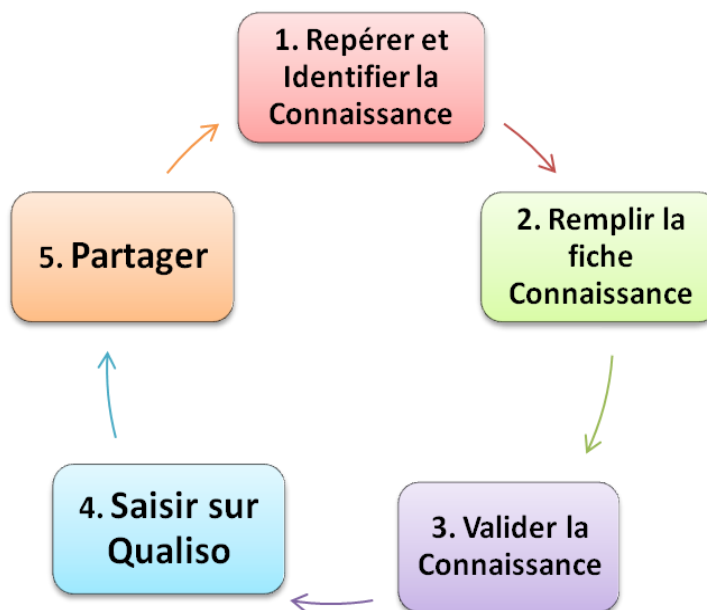 1. Repérer et
Identifier la
Connaissance
2. Remplir la
fiche
Connaissance
3. Valider la
Connaissance
4. Saisir sur
Qualiso
5. Partager